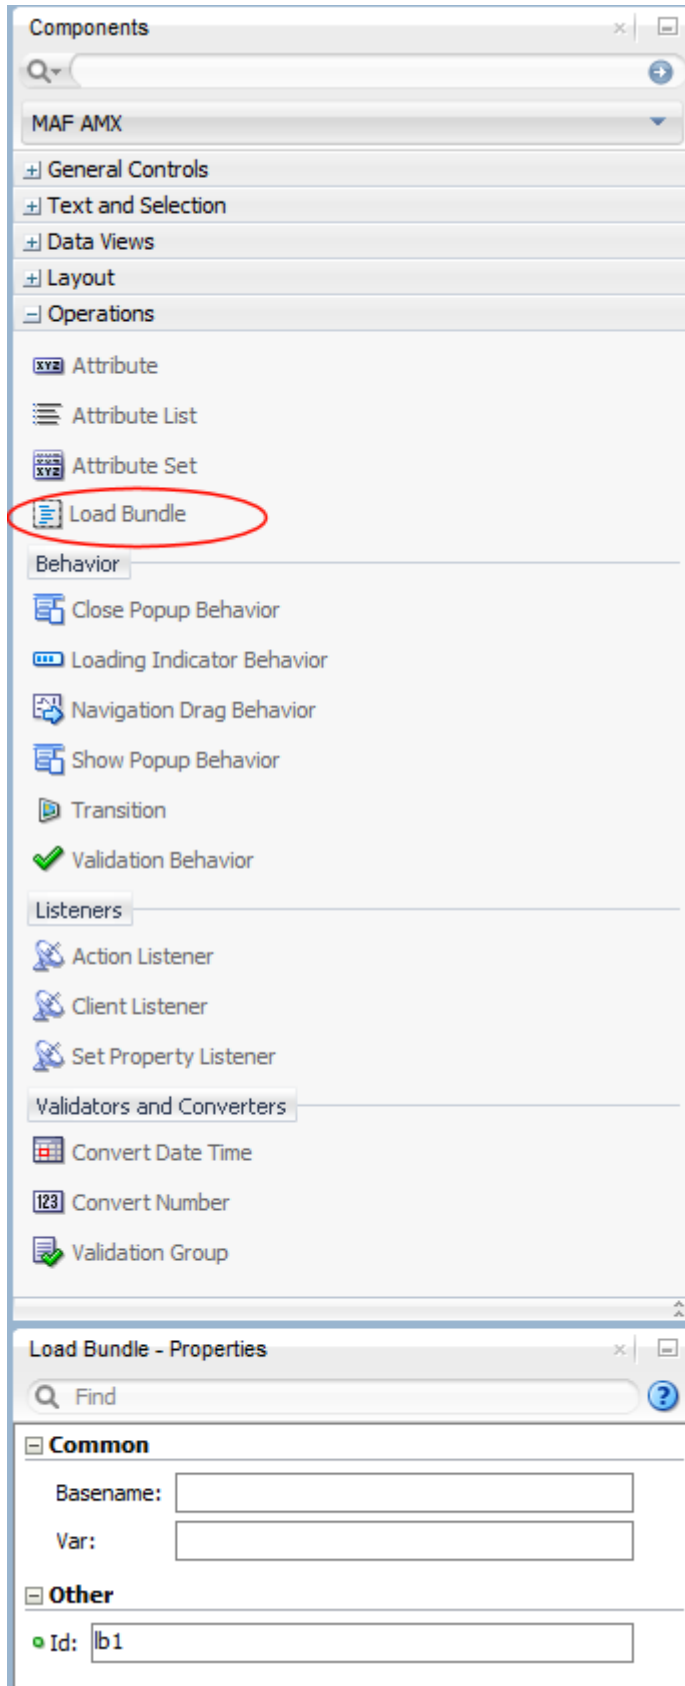 Components
MAF AMX
General Controls
Text and Selection
Data Views
Layout
Operations
XYZ Attribute
Attribute List
XYZ Attribute Set
Load Bundle
Behavior
Close Popup Behavior
Loading Indicator Behavior
Navigation Drag Behavior
Show Popup Behavior
Transition
Validation Behavior
Listeners
Action Listener
Client Listener
Set Property Listener
Validators and Converters
Convert Date Time
123 Convert Number
Validation Group
Load Bundle - Properties
Find
Common
Basename:
Var:
Other
Id: lb1